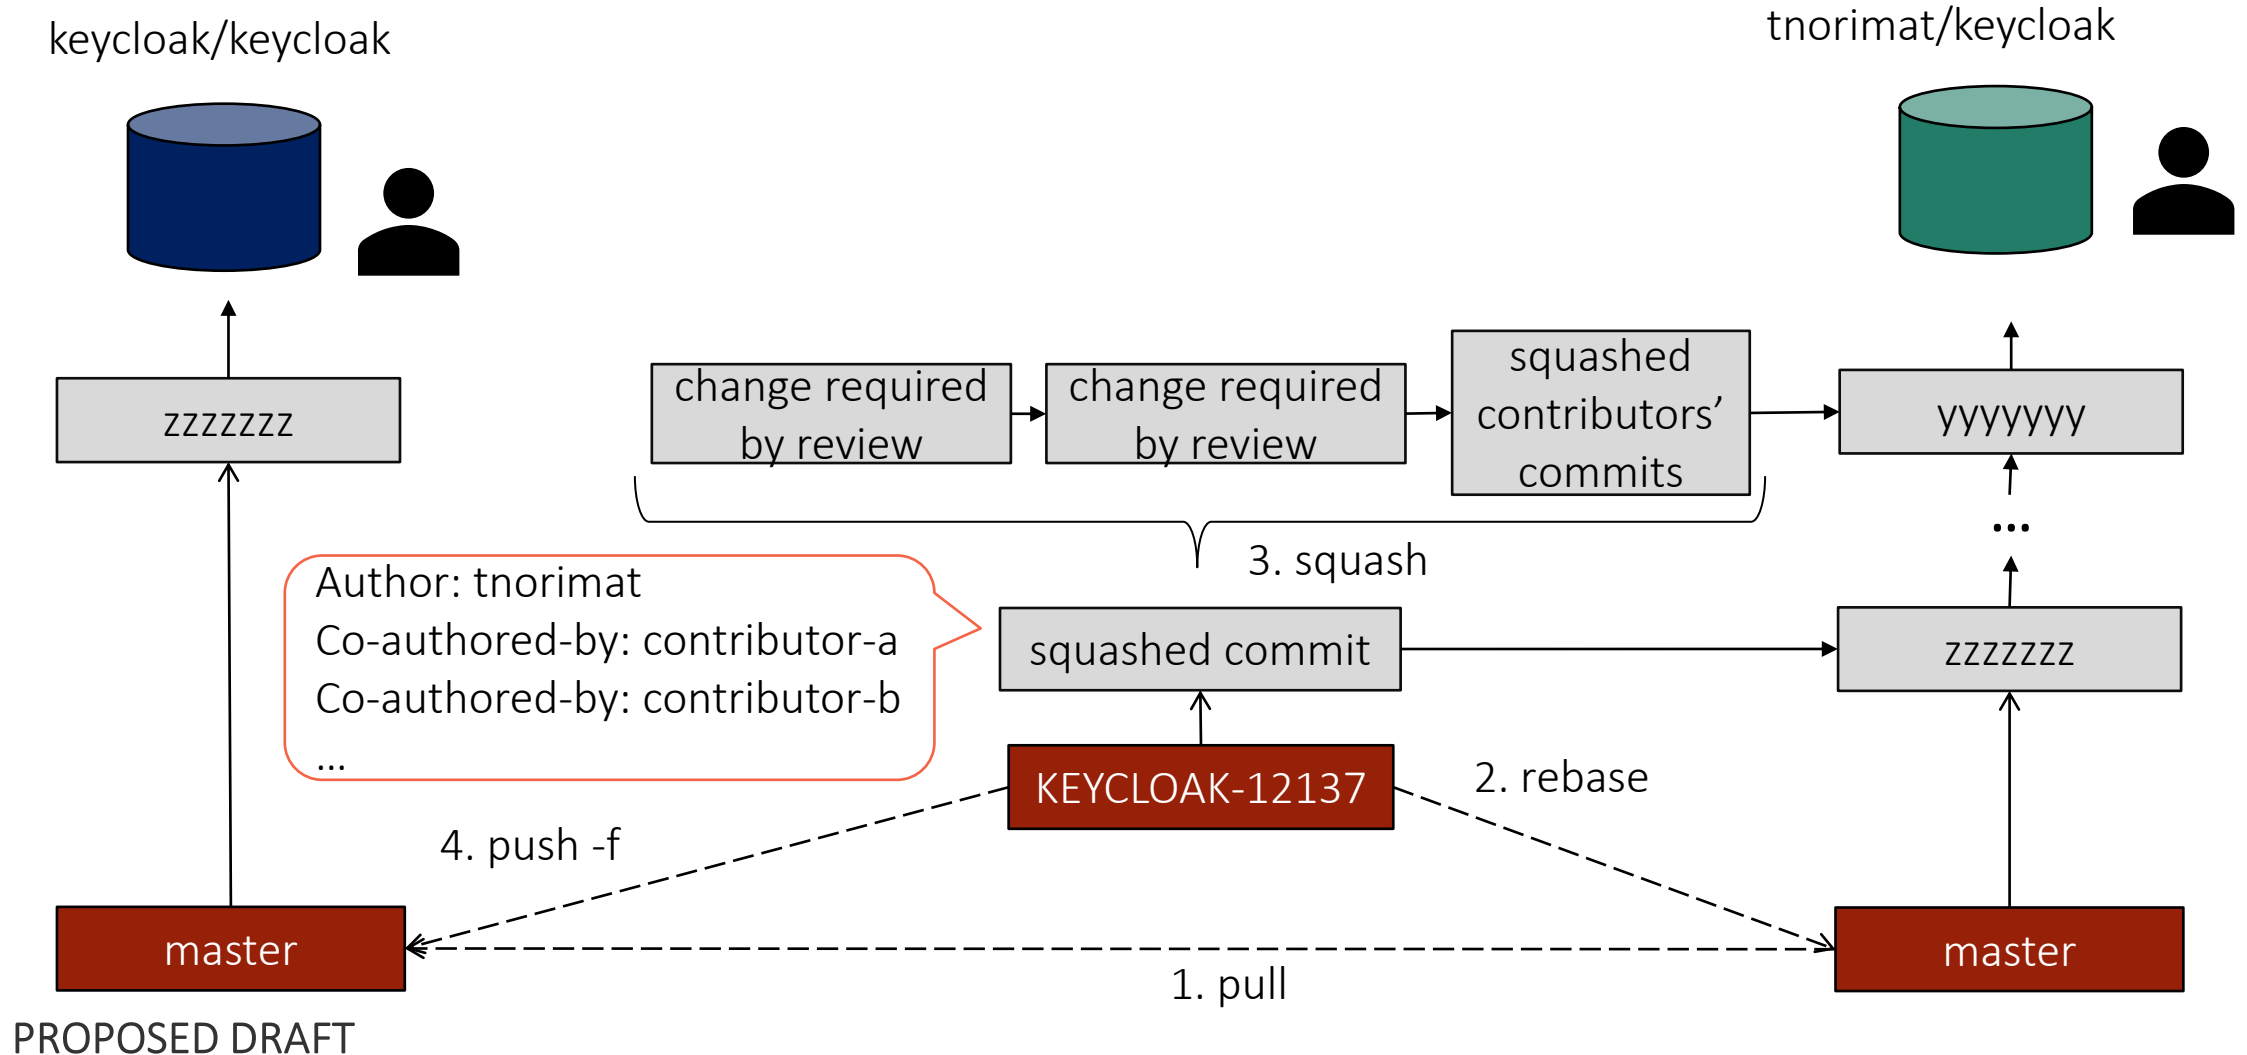 keycloak/keycloak
tnorimat/keycloak
zzzzzzz
change required
by review
change required
by review
squashed
contributors’
commits
yyyyyyy
...
3. squash
Author: tnorimat
Co-authored-by: contributor-a
Co-authored-by: contributor-b
...
squashed commit
zzzzzzz
KEYCLOAK-12137
2. rebase
4. push -f
master
master
1. pull
PROPOSED DRAFT